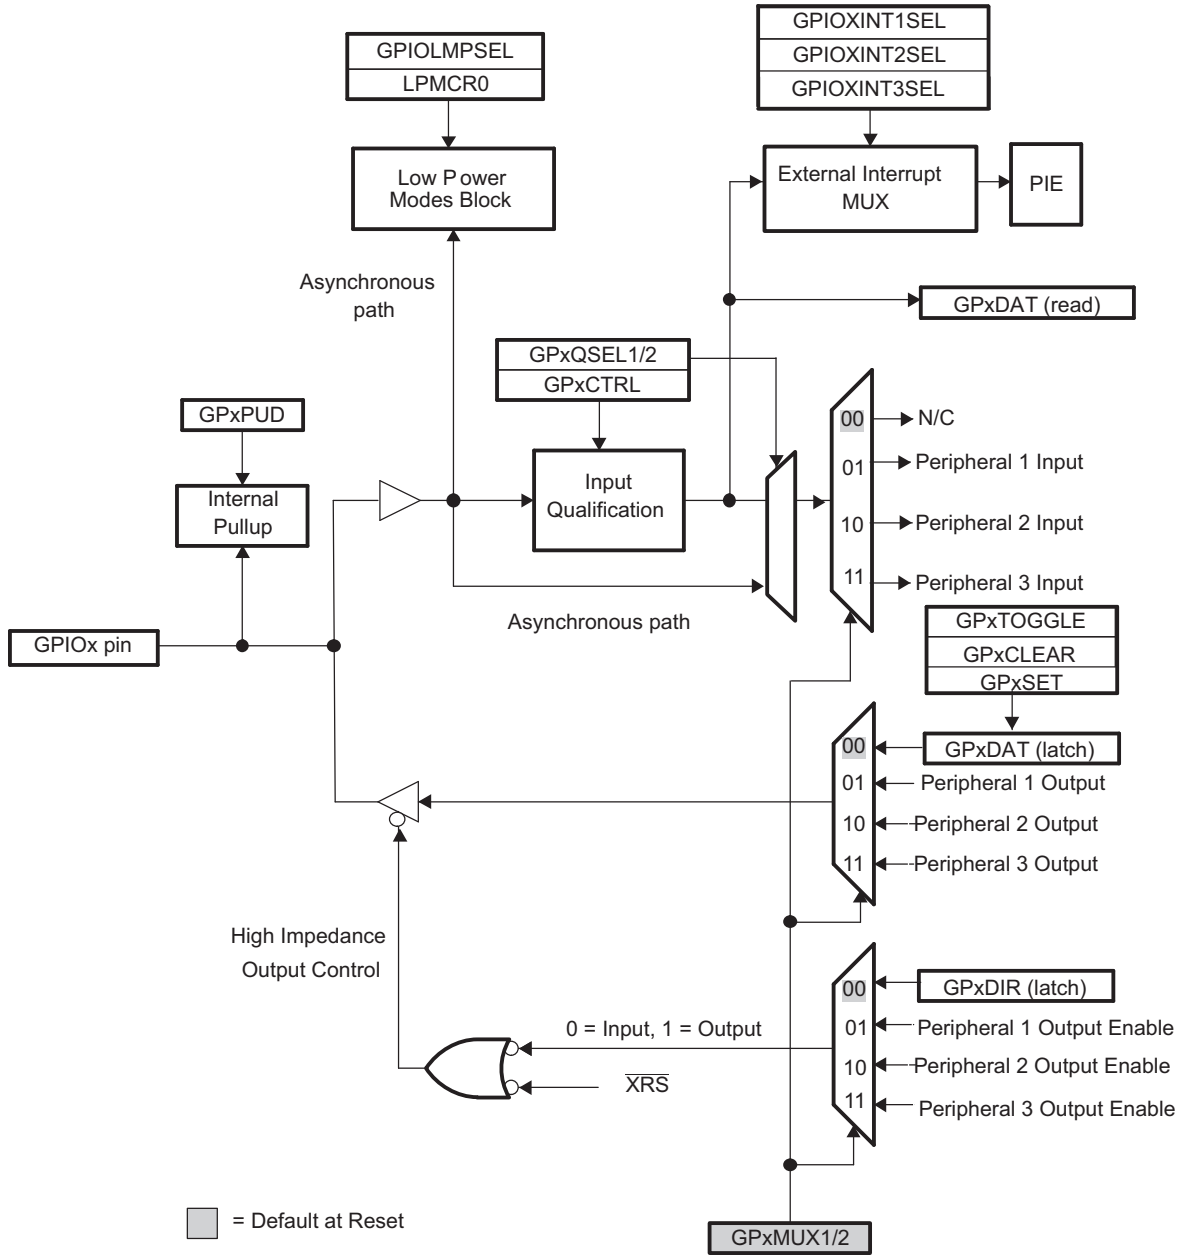 GPIOXINT1SEL
GPIOXINT2SEL
GPIOXINT3SEL
GPIOLMPSEL
LPMCR0
Low Power
Modes Block
External Interrupt
MUX
PIE
Asynchronous
path
GPxDAT (read)
GPxQSEL1/2
GPxCTRL
GPxPUD
Internal
Pullup
Input
Qualification
00
N/C
01
Peripheral 1 Input
10
Peripheral 2 Input
11
Peripheral 3 Input
Asynchronous path
GPIOx pin
GPxTOGGLE
GPxCLEAR
GPxSET
00
GPxDAT (latch)
01
Peripheral 1 Output
10
Peripheral 2 Output
11
Peripheral 3 Output
High Impedance
Output Control
00
GPxDIR (latch)
0 = Input, 1 = Output
01
Peripheral 1 Output Enable
10
Peripheral 2 Output Enable
XRS
11
Peripheral 3 Output Enable
= Default at Reset
GPxMUX1/2